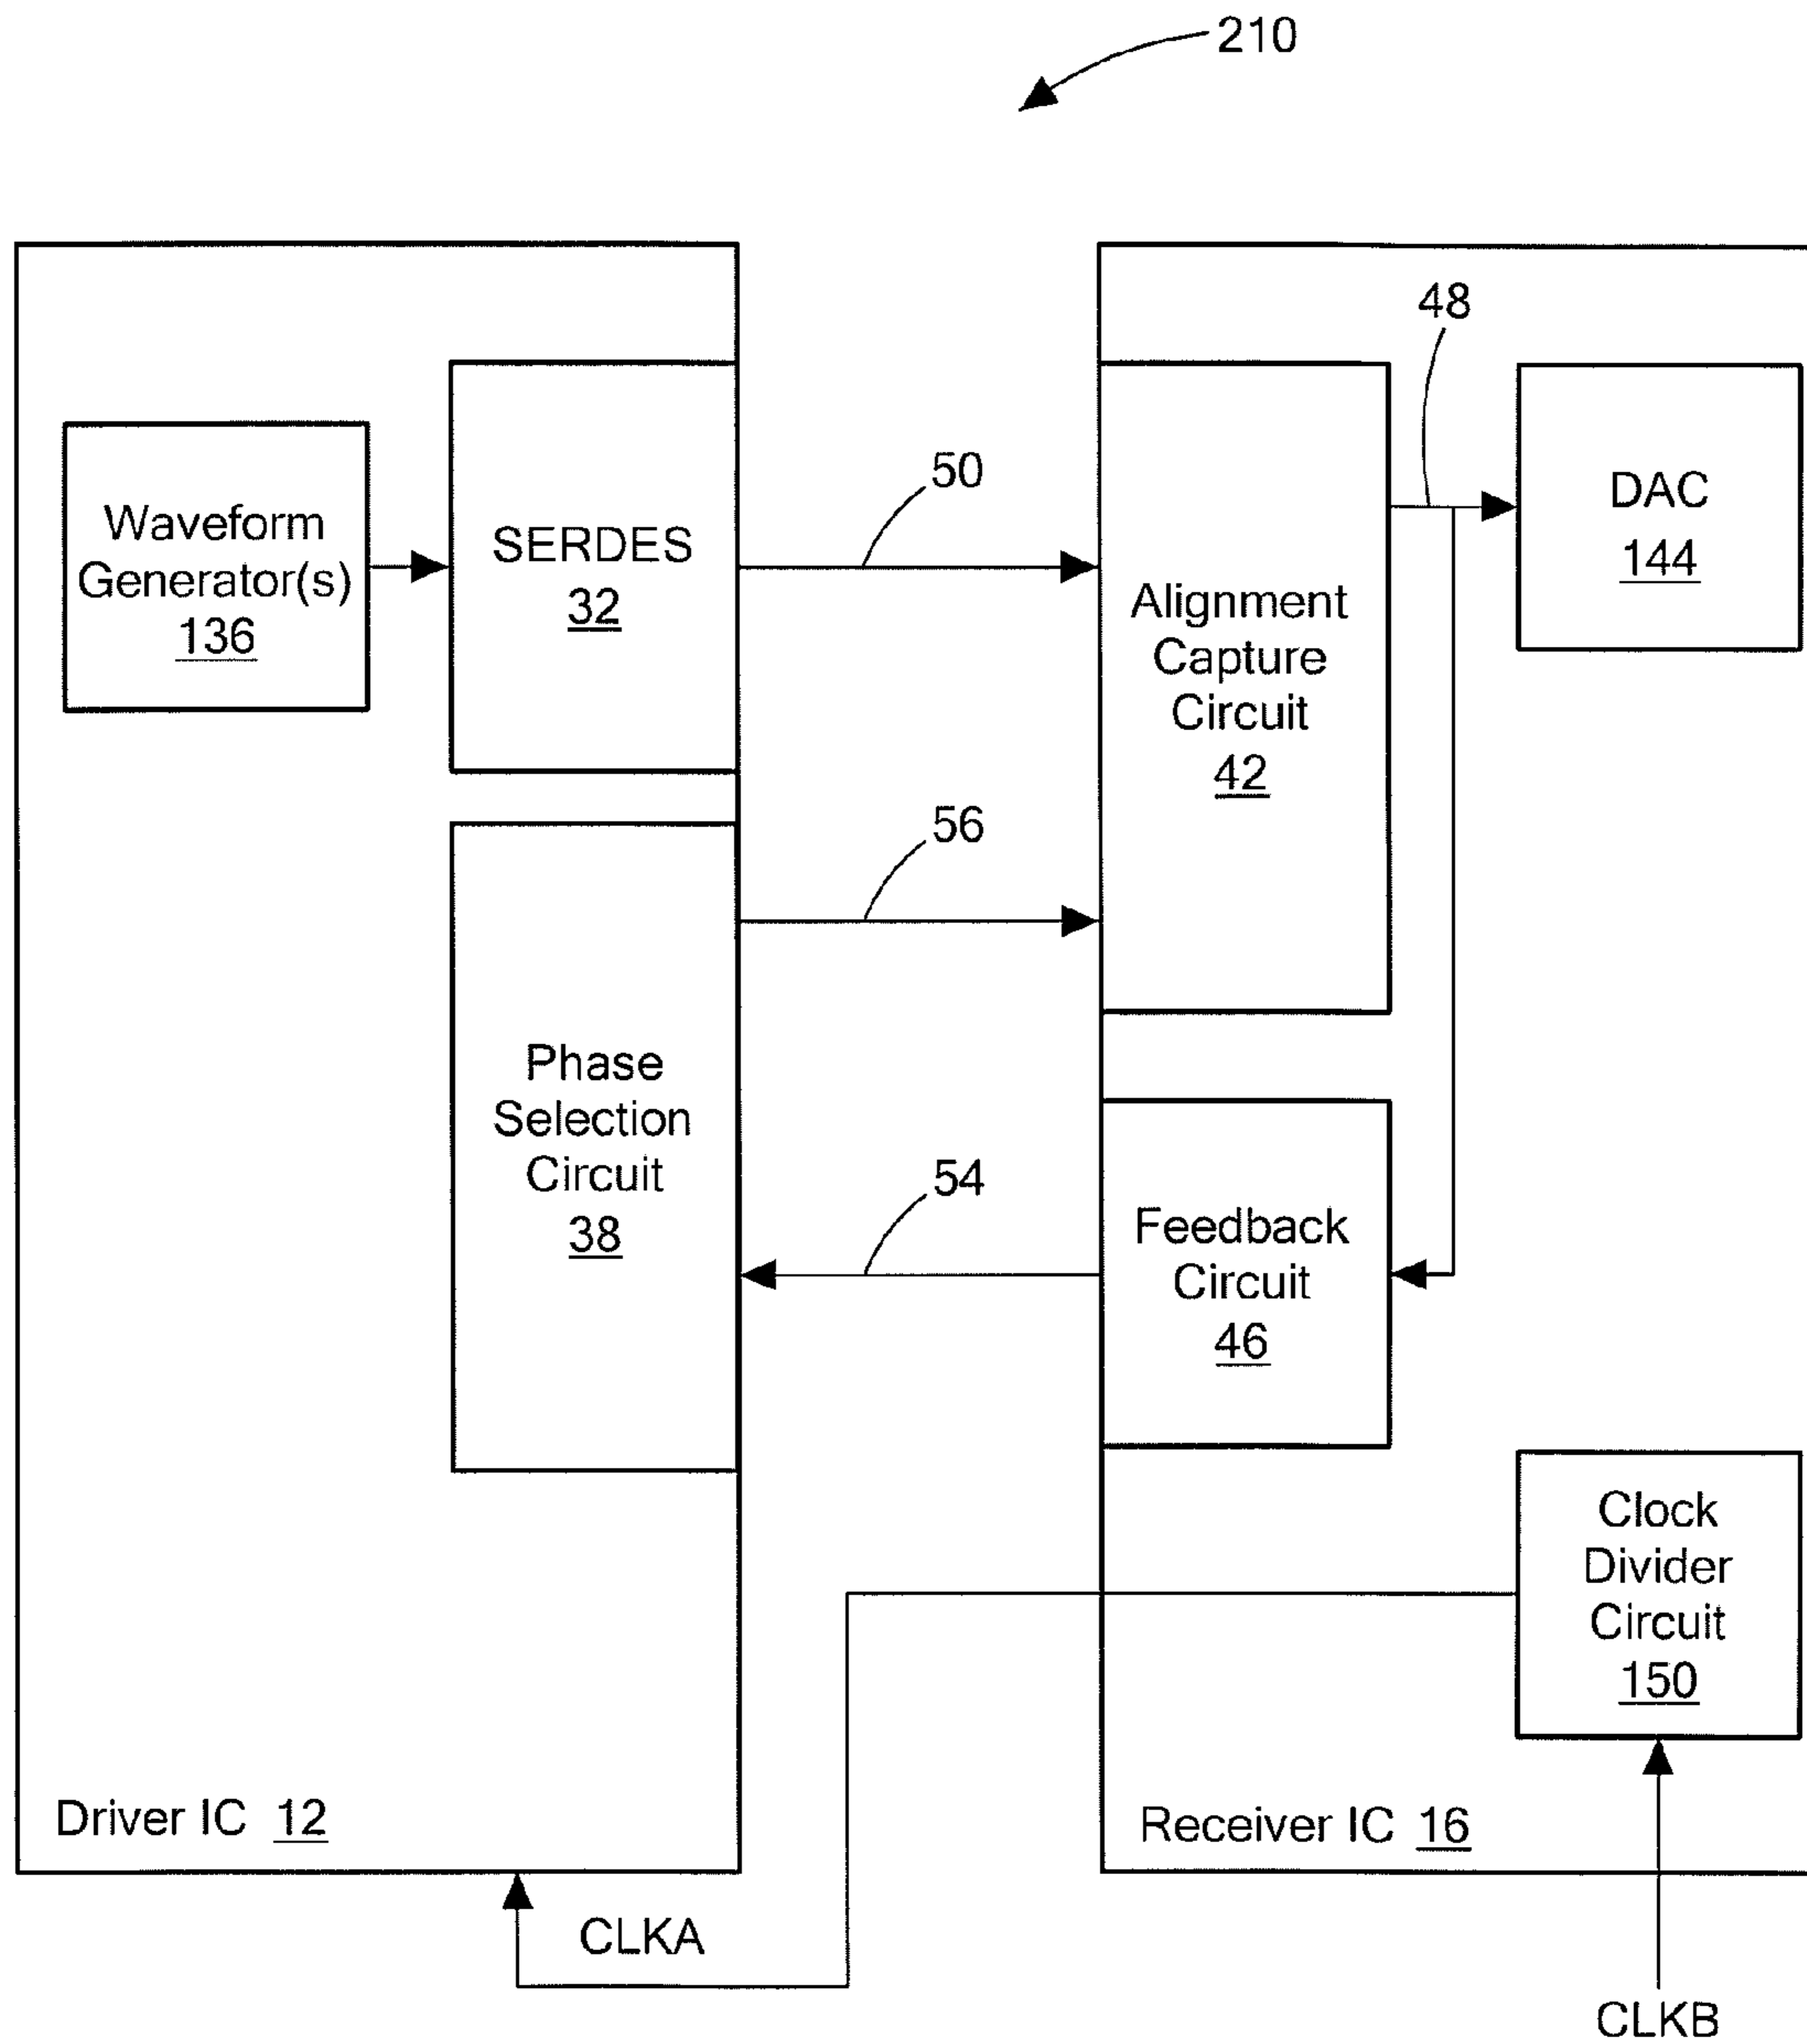 210
48
50
Waveform
Generator(s)
136
SERDES
32
Alignment
Capture
Circuit
42
DAC
144
56
Phase
Selection
Circuit
38
54
Feedback
Circuit
46
Clock
Divider
Circuit
150
Driver IC 12
Receiver IC 16
CLKA
CLKB